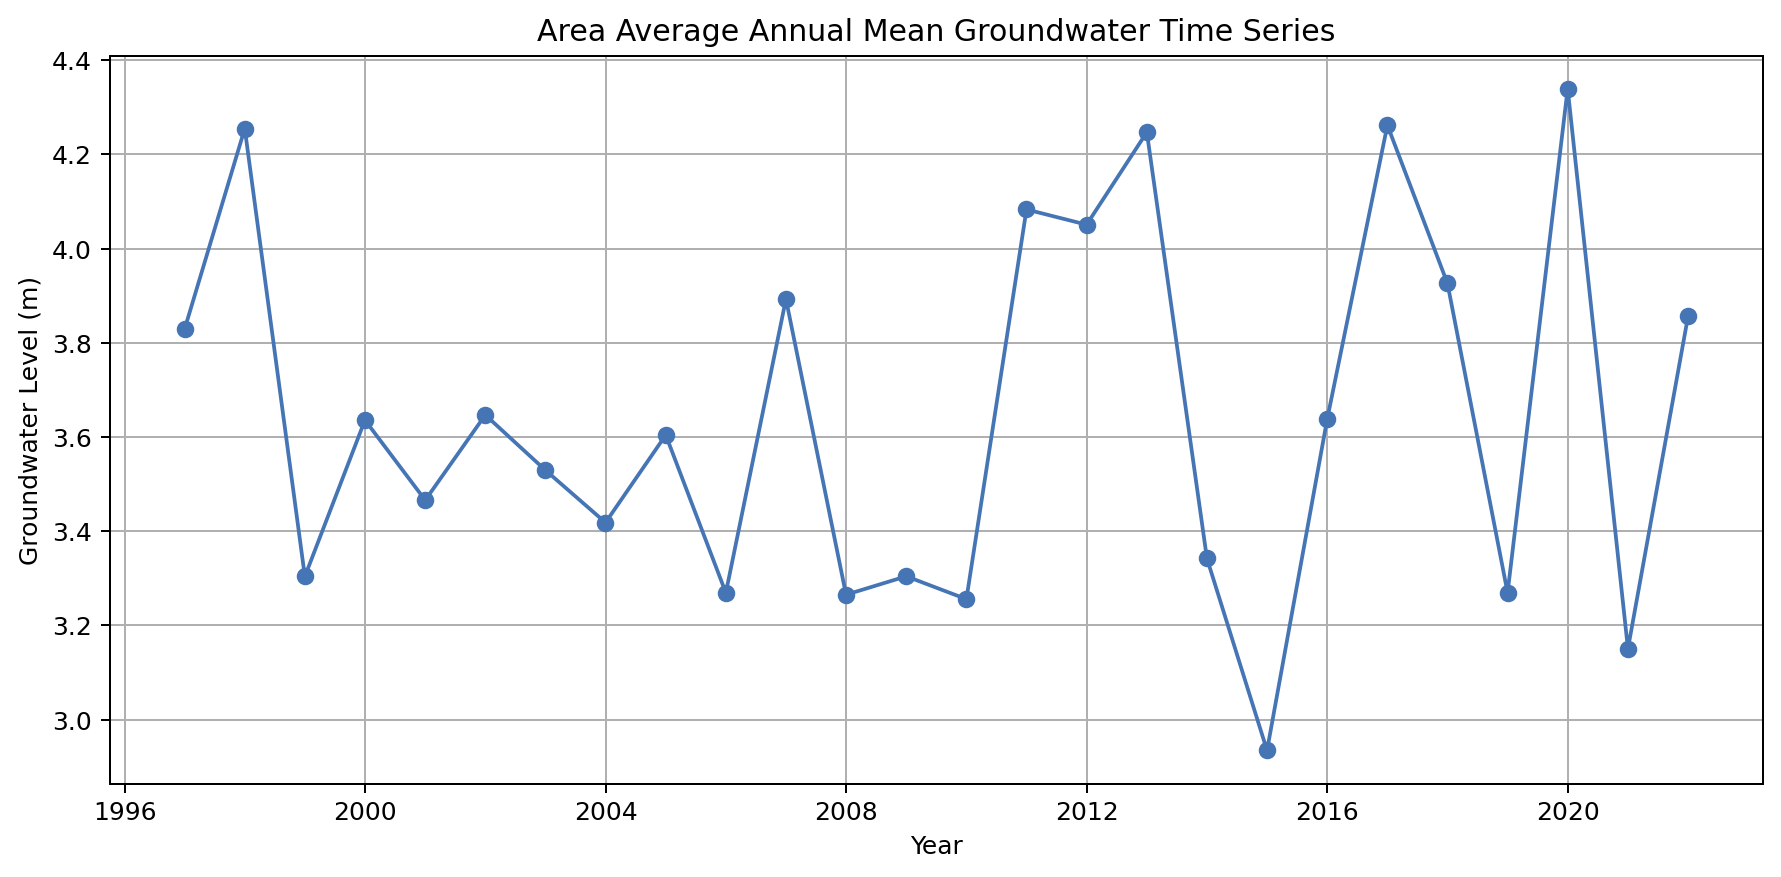 Area Average Annual Mean Groundwater Time Series
Groundwater Level (m)
4.4
4.2
4.0
3.8
3.6
3.4
3.2
3.0
1996 2000 2004 2008 2012 2016 2020
Year